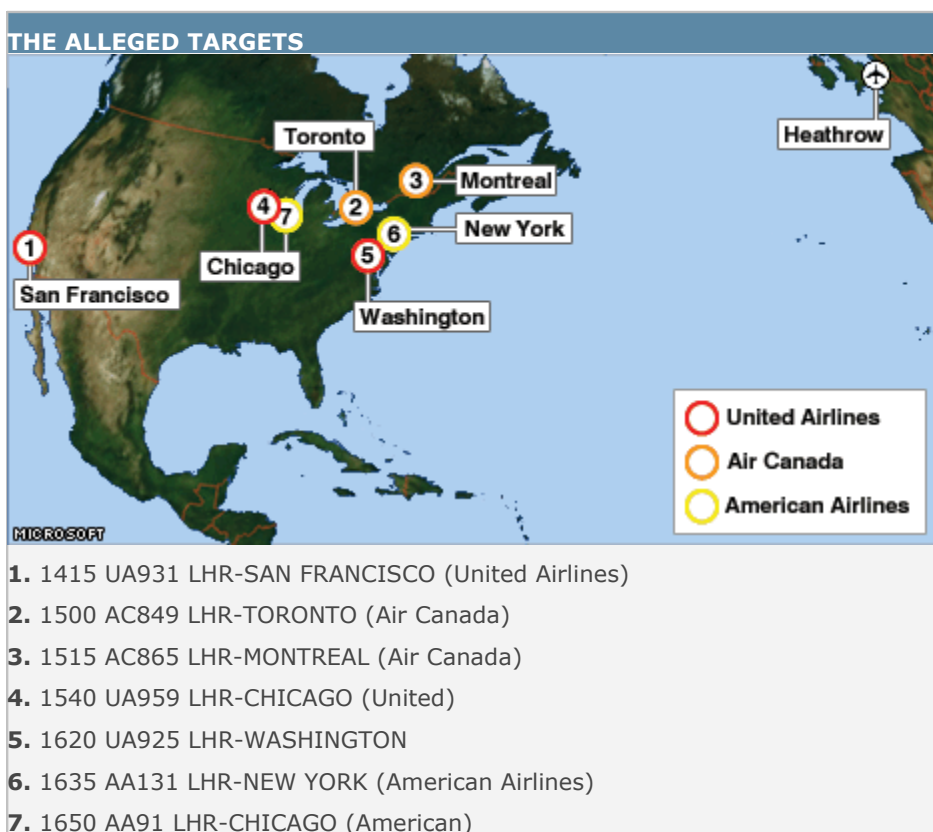 THE ALLEGED TARGETS
Toronto
Heathrow
3
Montreal
4
7
2
6
New York
1
5
Chicago
San Francisco
Washington
United Airlines
Air Canada
American Airlines
MICROSOFT
1. 1415 UA931 LHR-SAN FRANCISCO (United Airlines)
2. 1500 AC849 LHR-TORONTO (Air Canada)
3. 1515 AC865 LHR-MONTREAL (Air Canada)
4. 1540 UA959 LHR-CHICAGO (United)
5. 1620 UA925 LHR-WASHINGTON
6. 1635 AA131 LHR-NEW YORK (American Airlines)
7. 1650 AA91 LHR-CHICAGO (American)